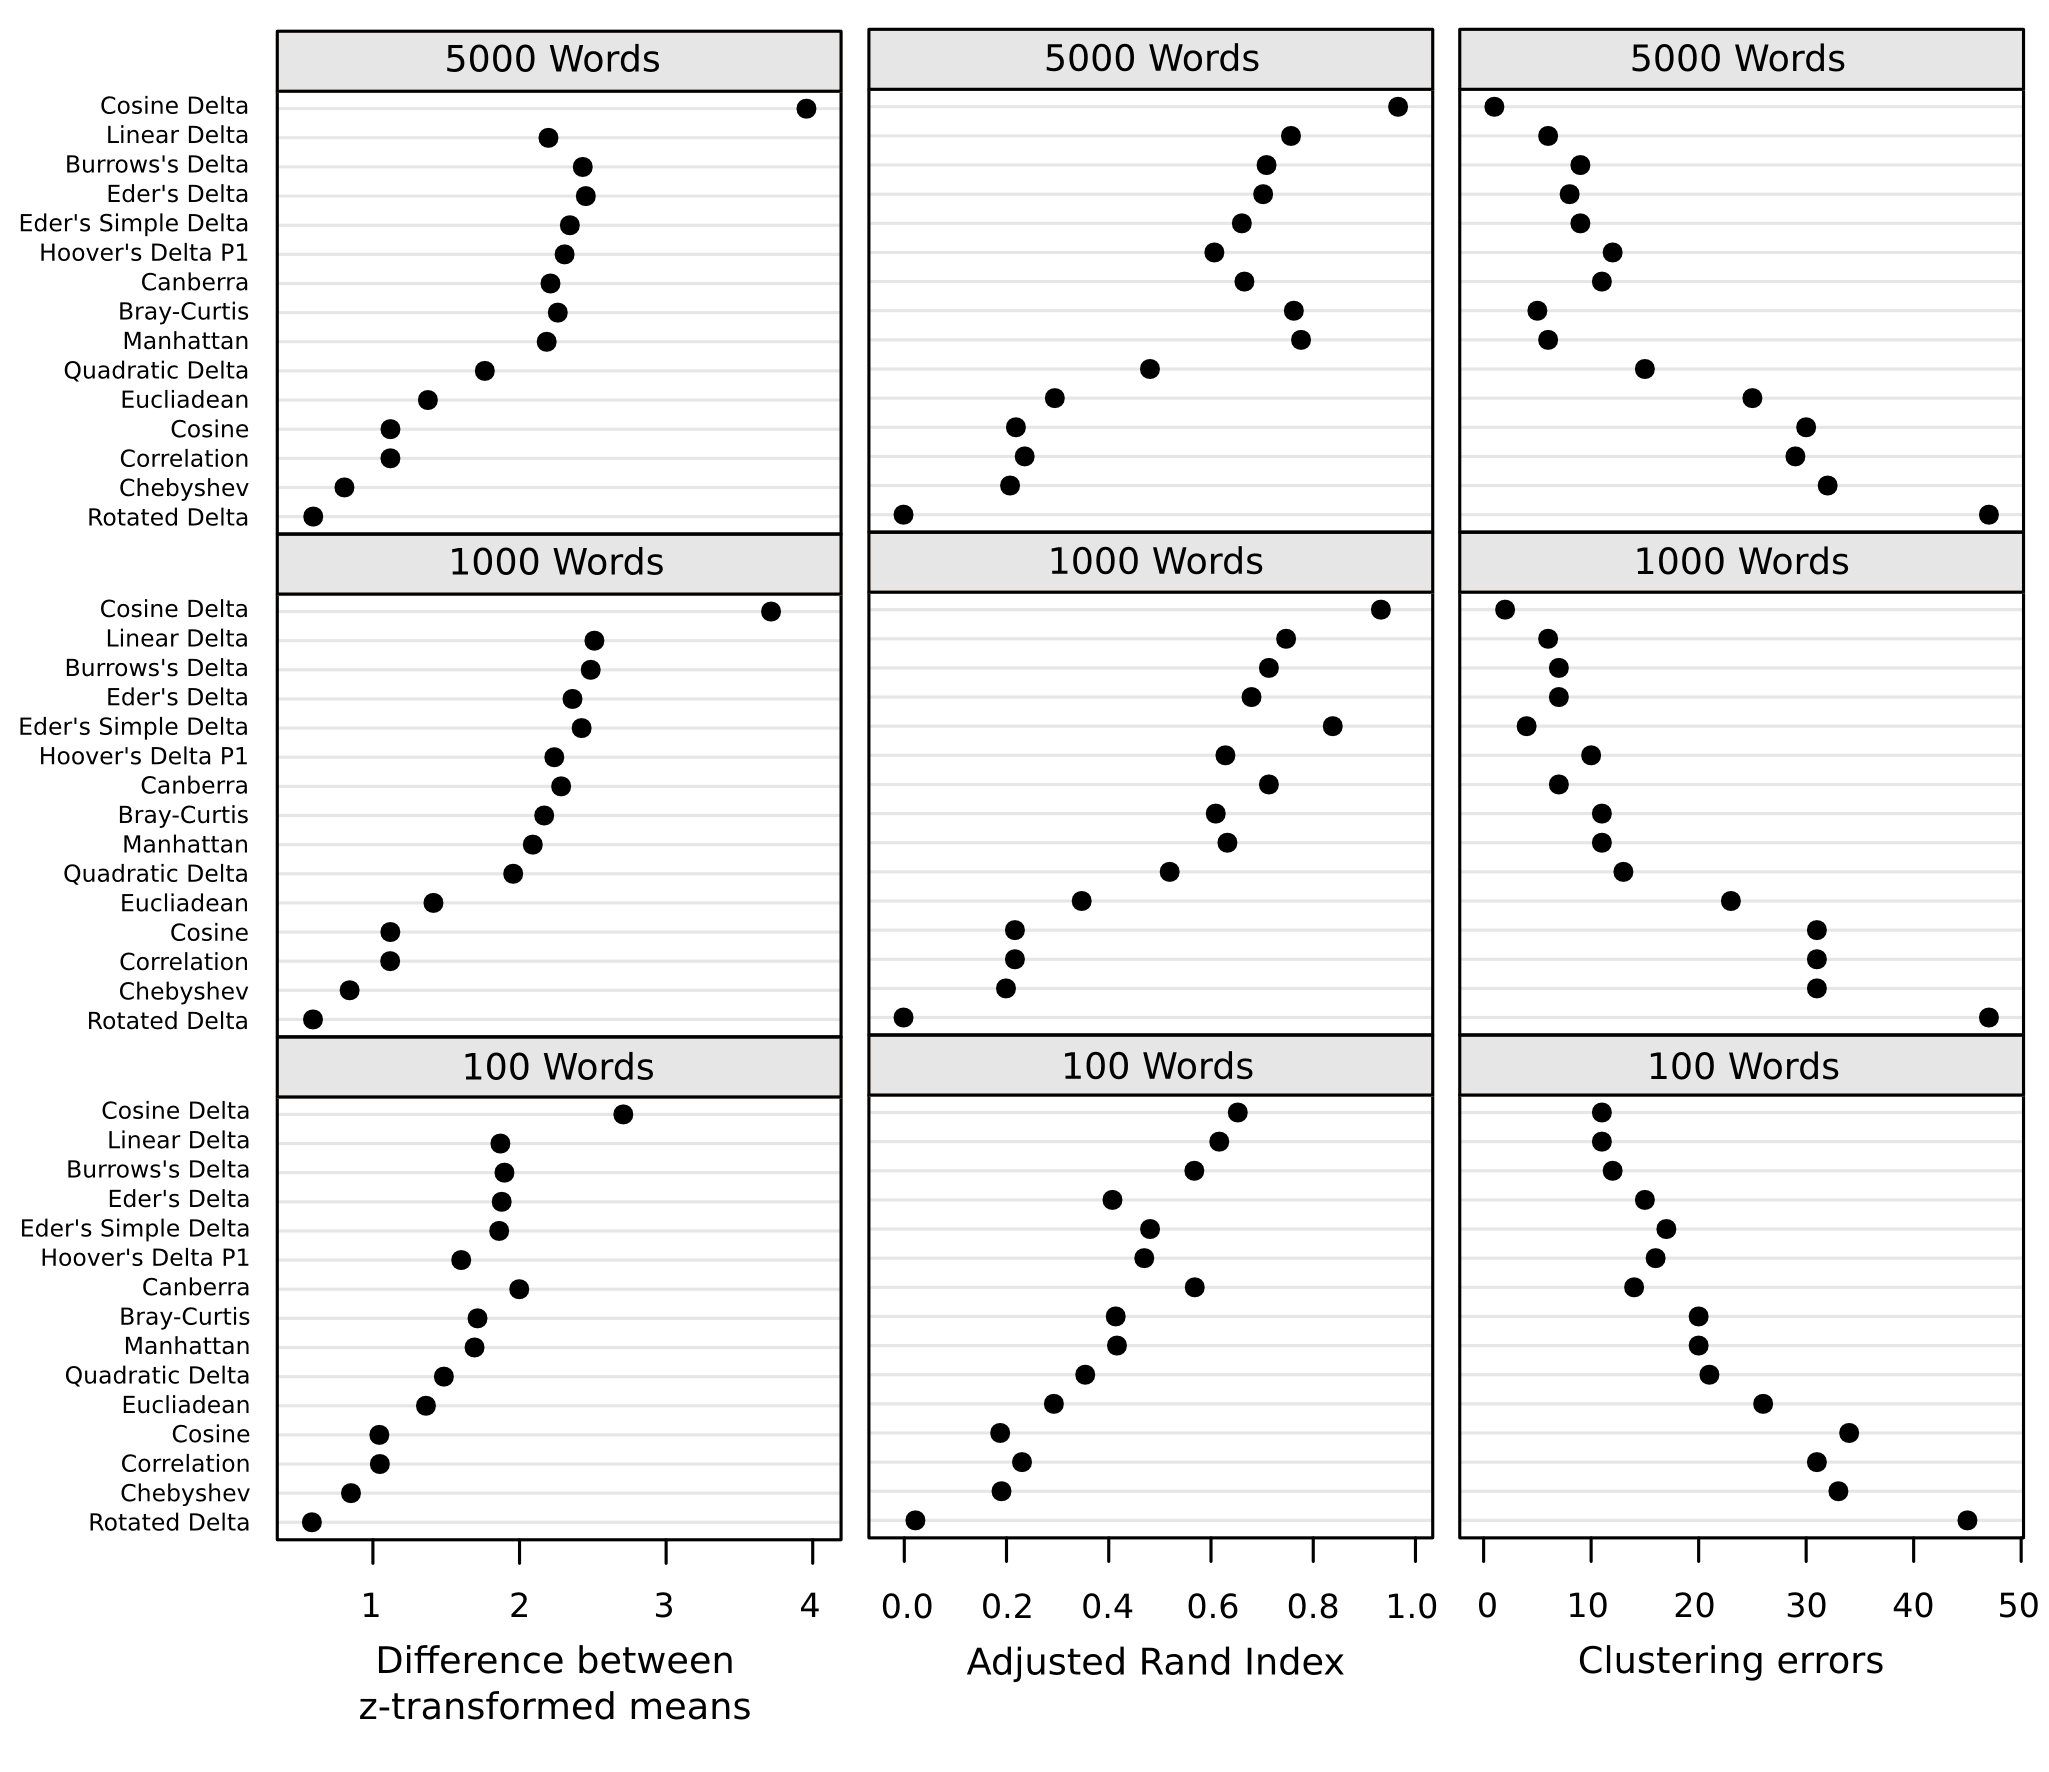 5000 Words
5000 Words
5000 Words
Cosine Delta
Linear Delta
Burrows's Delta
Eder's Delta
Eder's Simple Delta
Hoover's Delta P1
Canberra
Bray-Curtis
Manhattan
Quadratic Delta
Eucliadean
Cosine
Correlation
Chebyshev
Rotated Delta
1000 Words
1000 Words
1000 Words
Cosine Delta
Linear Delta
Burrows's Delta
Eder's Delta
Eder's Simple Delta
Hoover's Delta P1
Canberra
Bray-Curtis
Manhattan
Quadratic Delta
Eucliadean
Cosine
Correlation
Chebyshev
Rotated Delta
100 Words
100 Words
100 Words
Cosine Delta
Linear Delta
Burrows's Delta
Eder's Delta
Eder's Simple Delta
Hoover's Delta P1
Canberra
Bray-Curtis
Manhattan
Quadratic Delta
Eucliadean
Cosine
Correlation
Chebyshev
Rotated Delta
1 2 3 4
0.0 0.2 0.4 0.6 0.8 1.0
0 10 20 30 40 50
Difference between
z-transformed means
Adjusted Rand Index
Clustering errors